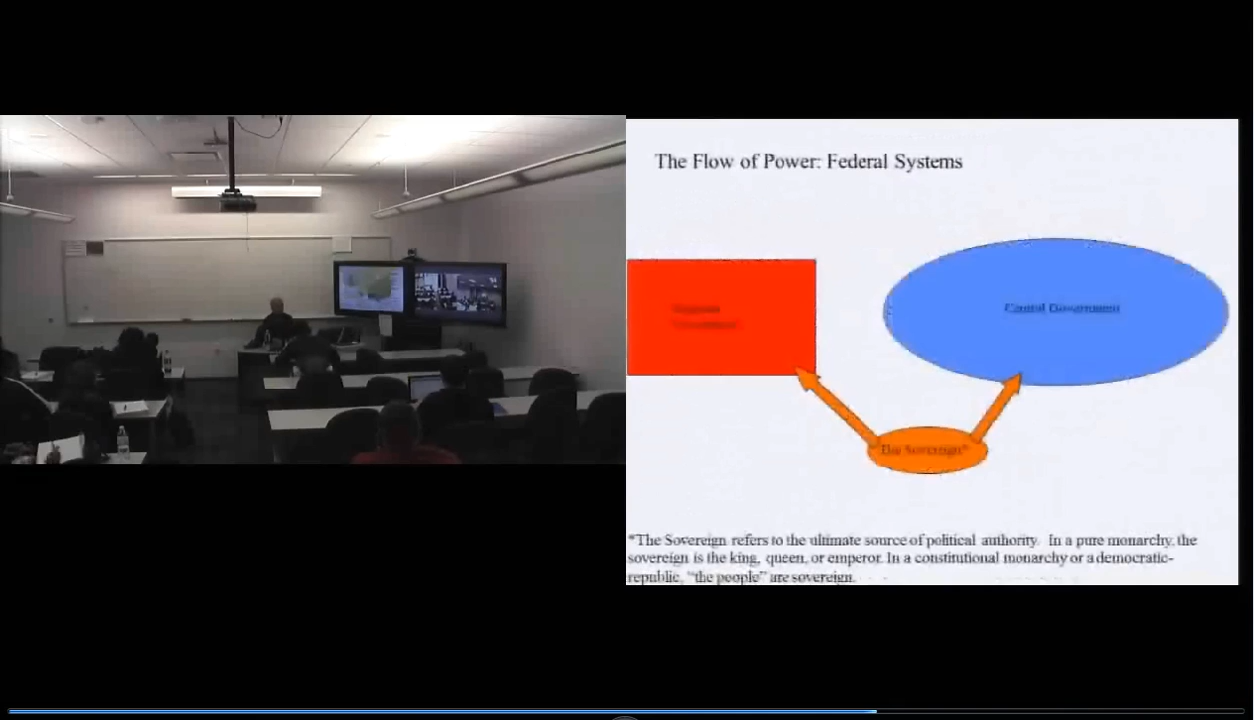 The Flow of Power: Federal Systems
Central Government
The Sovereign*
*The Sovereign refers to the ultimate source of political authority. In a pure monarchy, the
sovereign is the king, queen, or emperor. In a constitutional monarchy or a democratic-
republic, "the people" are sovereign.